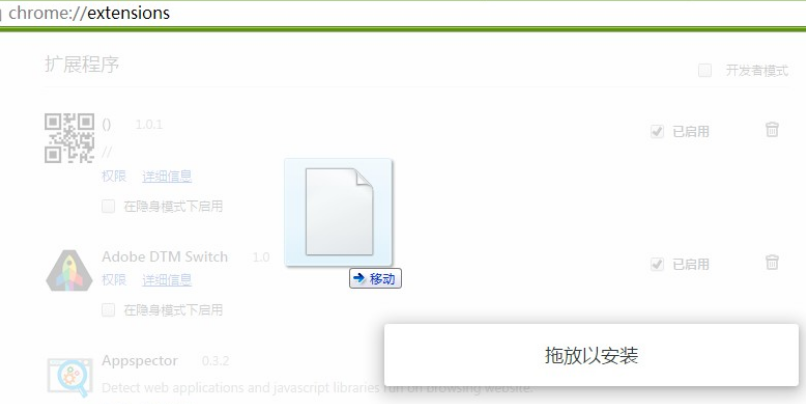 chrome://extensions
扩展程序
开发者模式
() 1.0.1
已启用
//
权限 详细信息
移动
在隐身模式下启用
Adobe DTM Switch 1.0
已启用
权限 详细信息
在隐身模式下启用
拖放以安装
Appspector 0.3.2
Detect web applications and javascript libraries run on browsing website.